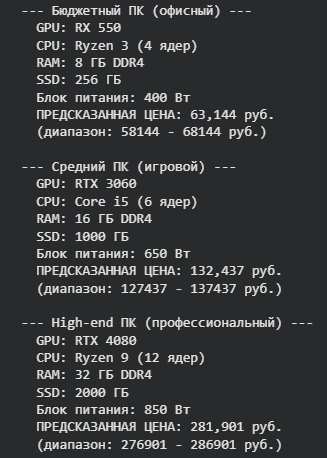 --- Бюджетный ПК (офисный) ---
GPU: RX 550
CPU: Ryzen 3 (4 ядер)
RAM: 8 ГБ DDR4
SSD: 256 ГБ
Блок питания: 400 Вт
ПРЕДСКАЗАННАЯ ЦЕНА: 63,144 руб.
(диапазон: 58144 - 68144 руб.)
--- Средний ПК (игровой) ---
GPU: RTX 3060
CPU: Core i5 (6 ядер)
RAM: 16 ГБ DDR4
SSD: 1000 ГБ
Блок питания: 650 Вт
ПРЕДСКАЗАННАЯ ЦЕНА: 132,437 руб.
(диапазон: 127437 - 137437 руб.)
--- High-end ПК (профессиональный) ---
GPU: RTX 4080
CPU: Ryzen 9 (12 ядер)
RAM: 32 ГБ DDR4
SSD: 2000 ГБ
Блок питания: 850 Вт
ПРЕДСКАЗАННАЯ ЦЕНА: 281,901 руб.
(диапазон: 276901 - 286901 руб.)